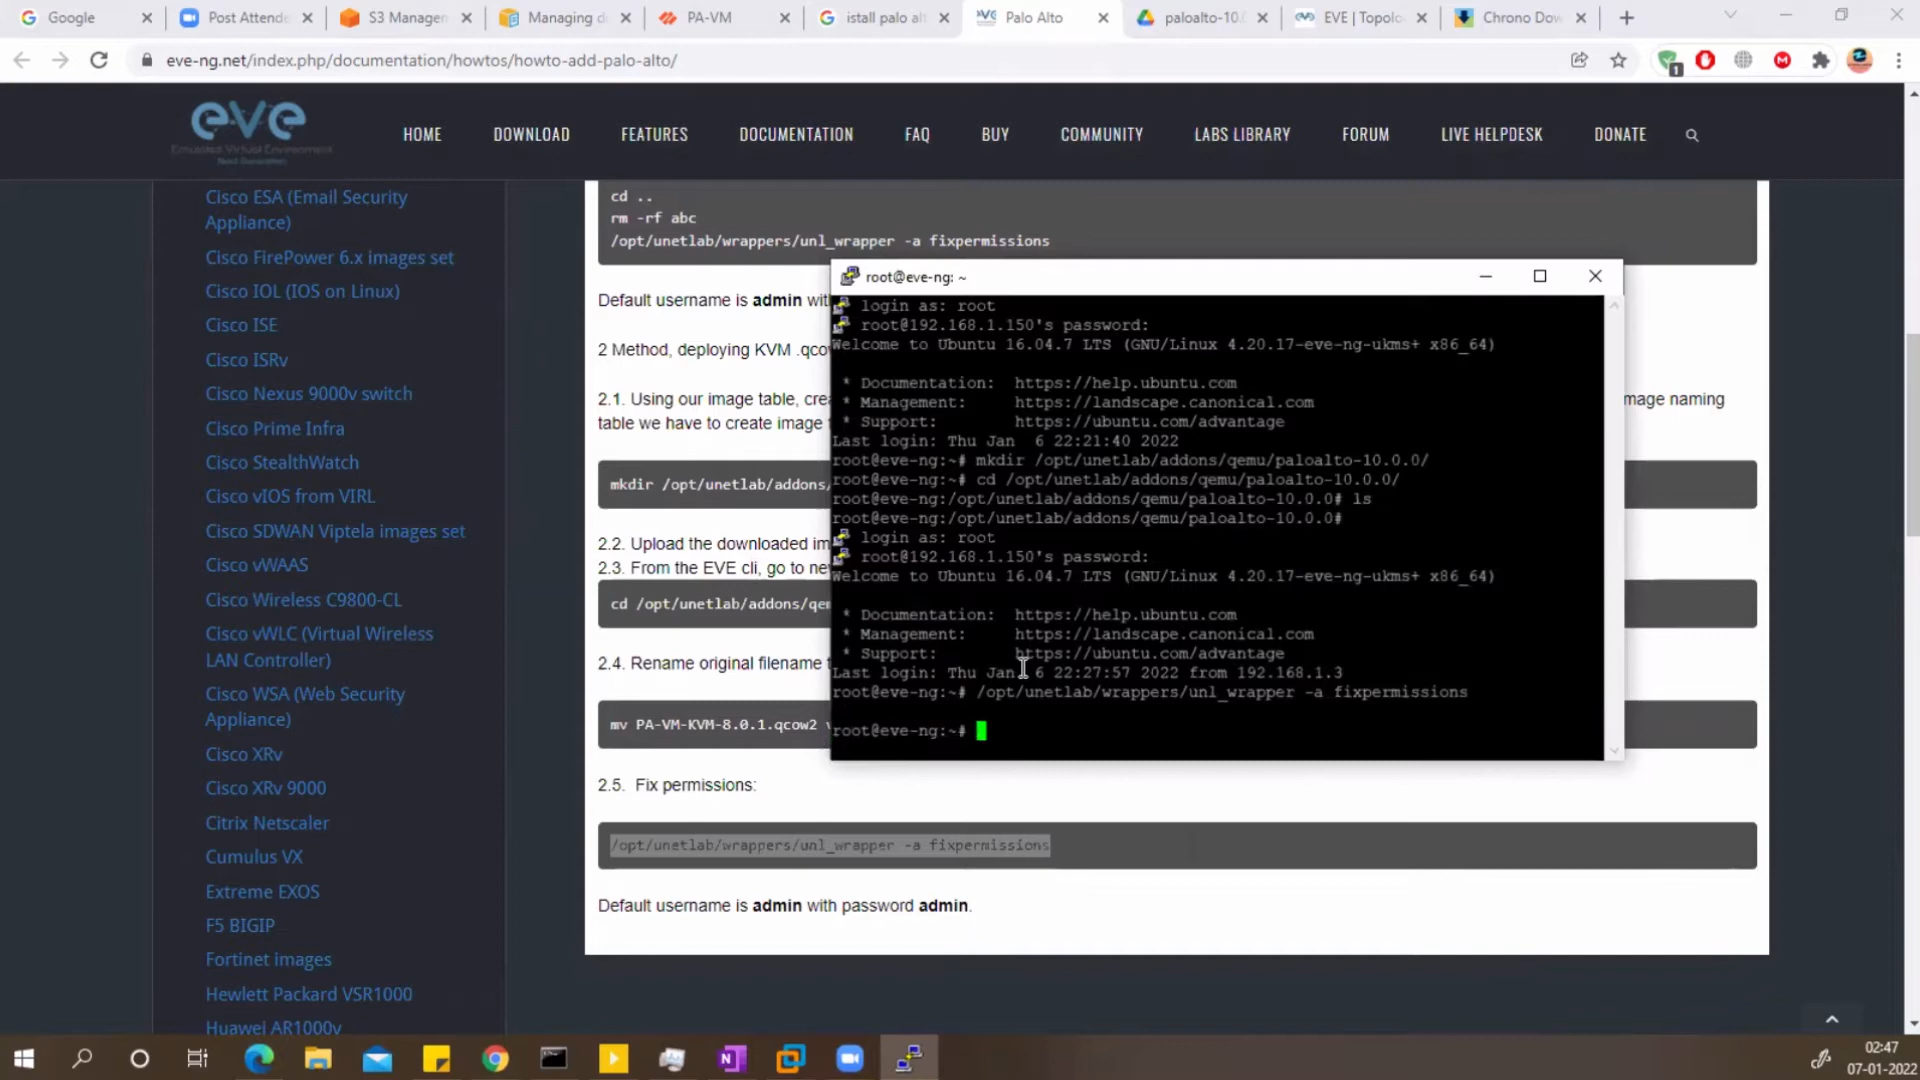 Google
Post Attende
S3 Manager
Managing d
PA-VM
istall palo alt
Palo Alto
paloalto-10.
EVE | Topolo
Chrono Dow
eve-ng.net/index.php/documentation/howtos/howto-add-palo-alto/
1
eve
Emulated Virtual Environment
Next Generation
HOME
DOWNLOAD
FEATURES
DOCUMENTATION
FAQ
BUY
COMMUNITY
LABS LIBRARY
FORUM
LIVE HELPDESK
DONATE
Cisco ESA (Email Security
Appliance)
Cisco FirePower 6.x images set
Cisco IOL (IOS on Linux)
Cisco ISE
Cisco ISRv
Cisco Nexus 9000v switch
Cisco Prime Infra
Cisco StealthWatch
Cisco vIOS from VIRL
Cisco SDWAN Viptela images set
Cisco vWAAS
Cisco Wireless C9800-CL
Cisco vWLC (Virtual Wireless
LAN Controller)
Cisco WSA (Web Security
Appliance)
Cisco XRv
Cisco XRv 9000
Citrix Netscaler
Cumulus VX
Extreme EXOS
F5 BIGIP
Fortinet images
Hewlett Packard VSR1000
Huawei AR1000v
cd ..
rm -rf abc
/opt/unetlab/wrappers/unl_wrapper -a fixpermissions
Default username is admin wit
2 Method, deploying KVM .qcow
2.1. Using our image table, crea
mage naming
table we have to create image
mkdir /opt/unetlab/addons/
2.2. Upload the downloaded im
2.3. From the EVE cli, go to new
cd /opt/unetlab/addons/qem
2.4. Rename original filename t
mv PA-VM-KVM-8.0.1.qcow2 v
2.5. Fix permissions:
/opt/unetlab/wrappers/unl_wrapper -a fixpermissions
Default username is admin with password admin.
root@eve-ng: ~
login as: root
root@192.168.1.150's password:
Welcome to Ubuntu 16.04.7 LTS (GNU/Linux 4.20.17-eve-ng-ukms+ x86_64)
* Documentation: https://help.ubuntu.com
* Management: https://landscape.canonical.com
* Support: https://ubuntu.com/advantage
Last login: Thu Jan 6 22:21:40 2022
root@eve-ng:~# mkdir /opt/unetlab/addons/qemu/paloalto-10.0.0/
root@eve-ng:~# cd /opt/unetlab/addons/qemu/paloalto-10.0.0/
root@eve-ng:/opt/unetlab/addons/qemu/paloalto-10.0.0# ls
root@eve-ng:/opt/unetlab/addons/qemu/paloalto-10.0.0#
login as: root
root@192.168.1.150's password:
Welcome to Ubuntu 16.04.7 LTS (GNU/Linux 4.20.17-eve-ng-ukms+ x86_64)
* Documentation: https://help.ubuntu.com
* Management: https://landscape.canonical.com
* Support: https://ubuntu.com/advantage
Last login: Thu Jan 6 22:27:57 2022 from 192.168.1.3
root@eve-ng:~# /opt/unetlab/wrappers/unl_wrapper -a fixpermissions
root@eve-ng:~#
02:47
07-01-2022